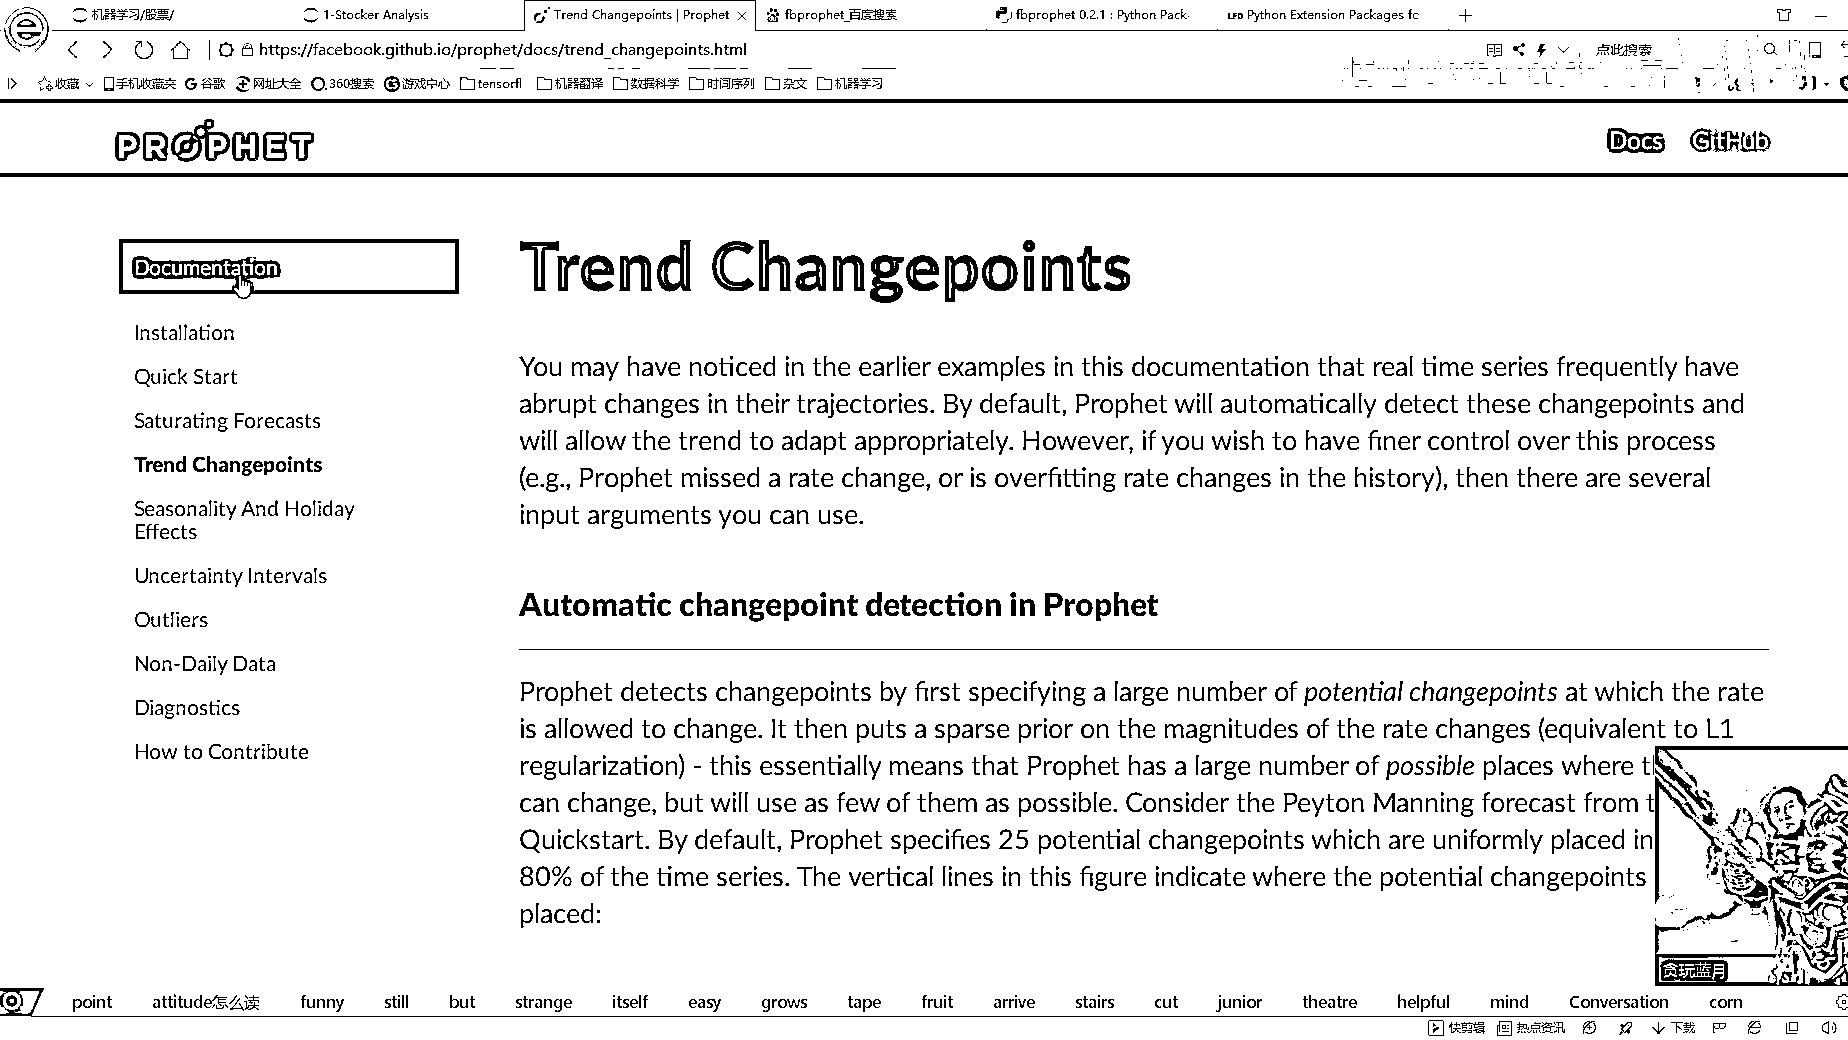 机器学习/股票/
1-Stocker Analysis
Trend Changepoints | Prophet
fbprophet_百度搜索
fbprophet 0.2.1 : Python Pack
LFD Python Extension Packages fo
https://facebook.github.io/prophet/docs/trend_changepoints.html
点此搜索
收藏 手机收藏夹 谷歌 网址大全 360搜索 游戏中心 tensorfl 机器翻译 数据科学 时间序列 杂文 机器学习
PROPHET
Docs GitHub
Documentation
Installation
Quick Start
Saturating Forecasts
Trend Changepoints
Seasonality And Holiday
Effects
Uncertainty Intervals
Outliers
Non-Daily Data
Diagnostics
How to Contribute
Trend Changepoints
You may have noticed in the earlier examples in this documentation that real time series frequently have
abrupt changes in their trajectories. By default, Prophet will automatically detect these changepoints and
will allow the trend to adapt appropriately. However, if you wish to have finer control over this process
(e.g., Prophet missed a rate change, or is overfitting rate changes in the history), then there are several
input arguments you can use.
Automatic changepoint detection in Prophet
Prophet detects changepoints by first specifying a large number of potential changepoints at which the rate
is allowed to change. It then puts a sparse prior on the magnitudes of the rate changes (equivalent to L1
regularization) - this essentially means that Prophet has a large number of possible places where t
can change, but will use as few of them as possible. Consider the Peyton Manning forecast from t
Quickstart. By default, Prophet specifies 25 potential changepoints which are uniformly placed in
80% of the time series. The vertical lines in this figure indicate where the potential changepoints
placed:
贪玩蓝月
point attitude怎么读 funny still but strange itself easy grows tape fruit arrive stairs cut junior theatre helpful mind Conversation corn
快剪辑 热点资讯 下载